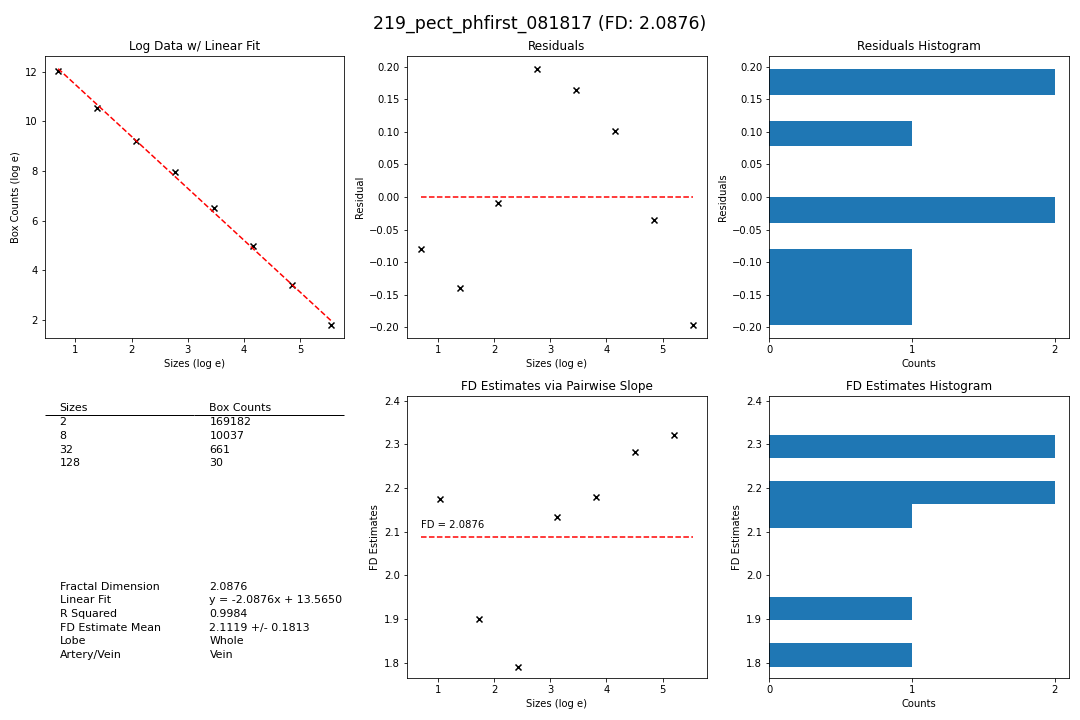 219_pect_phfirst_081817 (FD: 2.0876)
Log Data w/ Linear Fit
12
10
8
6
4
2
Box Counts (log e)
1 2 3 4 5
Sizes (log e)
Residuals
0.20
0.15
0.10
0.05
0.00
−0.05
−0.10
−0.15
−0.20
Residual
1 2 3 4 5
Sizes (log e)
Residuals Histogram
0.20
0.15
0.10
0.05
0.00
−0.05
−0.10
−0.15
−0.20
Residuals
0 1 2
Counts
Sizes Box Counts
2 169182
8 10037
32 661
128 30
Fractal Dimension 2.0876
Linear Fit y = -2.0876x + 13.5650
R Squared 0.9984
FD Estimate Mean 2.1119 +/- 0.1813
Lobe Whole
Artery/Vein Vein
FD Estimates via Pairwise Slope
2.4
2.3
2.2
2.1
2.0
1.9
1.8
FD Estimates
FD = 2.0876
1 2 3 4 5
Sizes (log e)
FD Estimates Histogram
2.4
2.3
2.2
2.1
2.0
1.9
1.8
FD Estimates
0 1 2
Counts